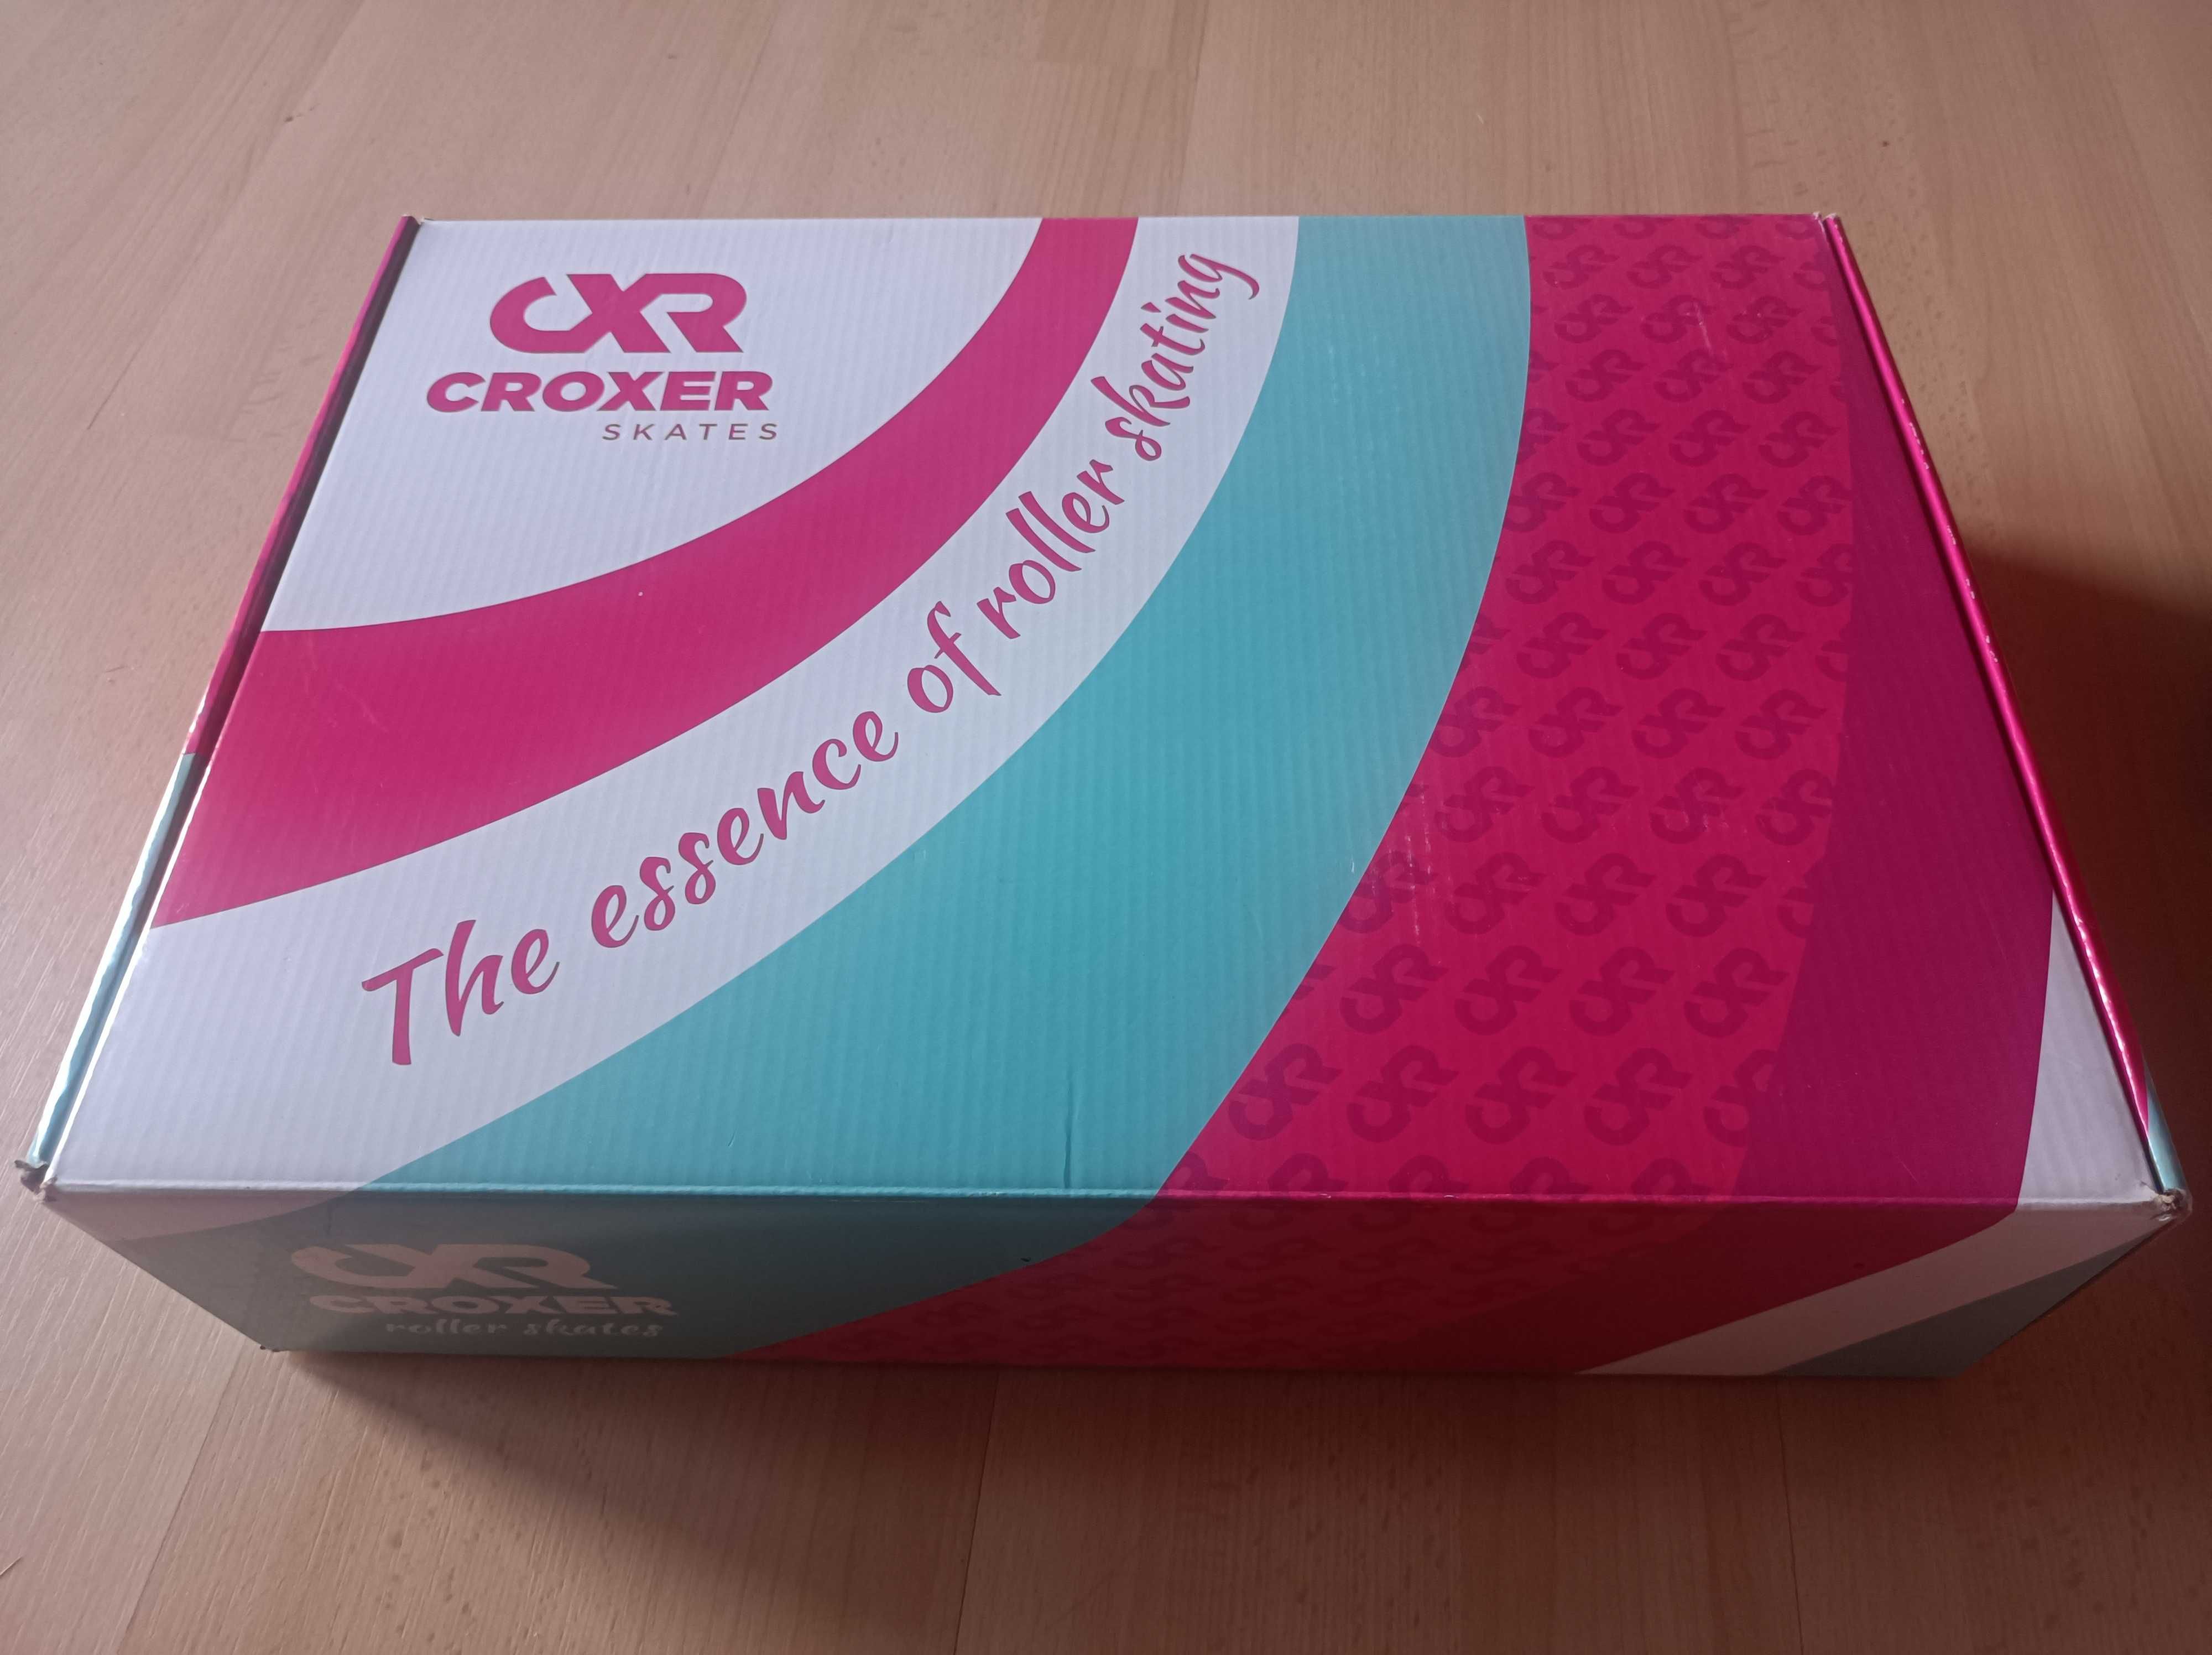 CXR
CROXER
SKATES
The essence of roller skating
CXR
CROXER
roller skates